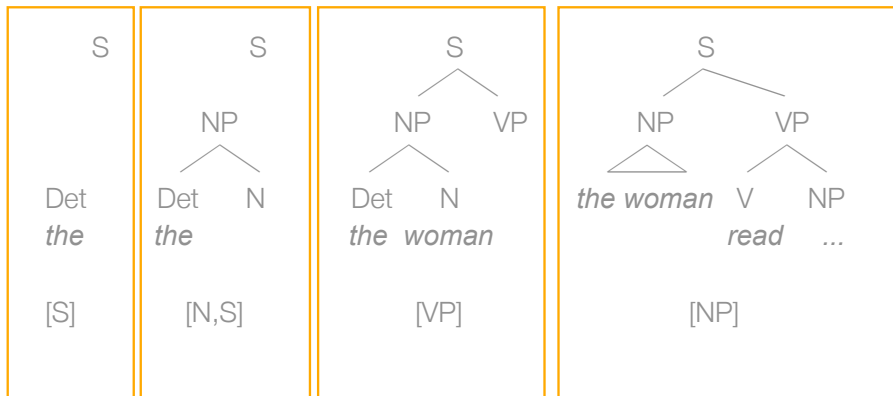 S S S S
NP NP VP NP VP
Det Det N Det N the woman V NP
the the the woman read ...
[S] [N,S] [VP] [NP]